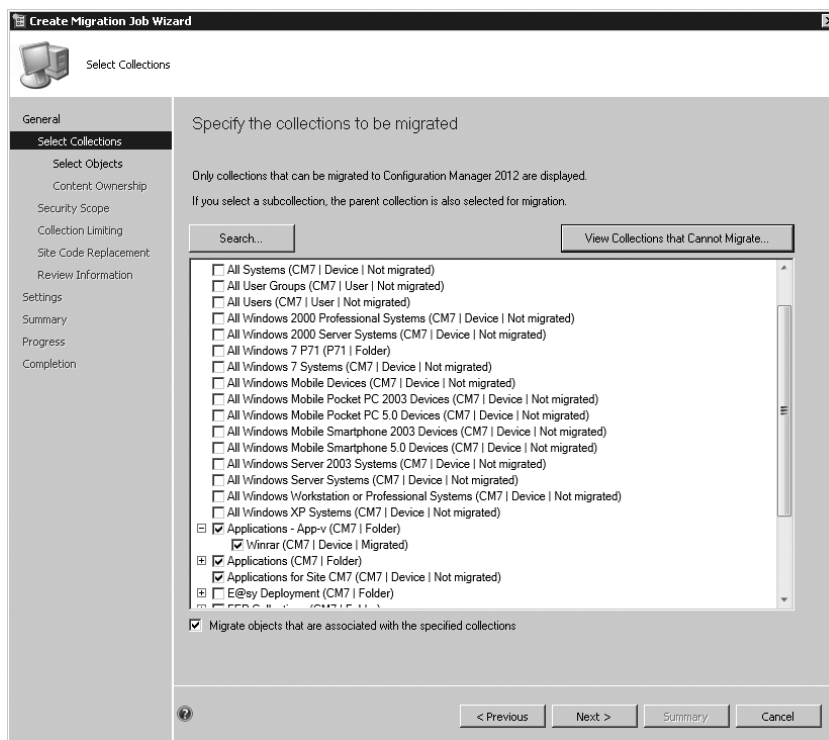 Create Migration Job Wizard
Select Collections
General
Select Collections
Select Objects
Content Ownership
Security Scope
Collection Limiting
Site Code Replacement
Review Information
Settings
Summary
Progress
Completion
Specify the collections to be migrated
Only collections that can be migrated to Configuration Manager 2012 are displayed.
If you select a subcollection, the parent collection is also selected for migration.
Search...
View Collections that Cannot Migrate...
All Systems (CM7 | Device | Not migrated)
All User Groups (CM7 | User | Not migrated)
All Users (CM7 | User | Not migrated)
All Windows 2000 Professional Systems (CM7 | Device | Not migrated)
All Windows 2000 Server Systems (CM7 | Device | Not migrated)
All Windows 7 P71 (P71 | Folder)
All Windows 7 Systems (CM7 | Device | Not migrated)
All Windows Mobile Devices (CM7 | Device | Not migrated)
All Windows Mobile Pocket PC 2003 Devices (CM7 | Device | Not migrated)
All Windows Mobile Pocket PC 5.0 Devices (CM7 | Device | Not migrated)
All Windows Mobile Smartphone 2003 Devices (CM7 | Device | Not migrated)
All Windows Mobile Smartphone 5.0 Devices (CM7 | Device | Not migrated)
All Windows Server 2003 Systems (CM7 | Device | Not migrated)
All Windows Server Systems (CM7 | Device | Not migrated)
All Windows Workstation or Professional Systems (CM7 | Device | Not migrated)
All Windows XP Systems (CM7 | Device | Not migrated)
Applications - App-v (CM7 | Folder)
Winrar (CM7 | Device | Migrated)
Applications (CM7 | Folder)
Applications for Site CM7 (CM7 | Device | Not migrated)
E@sy Deployment (CM7 | Folder)
Migrate objects that are associated with the specified collections
< Previous
Next >
Summary
Cancel